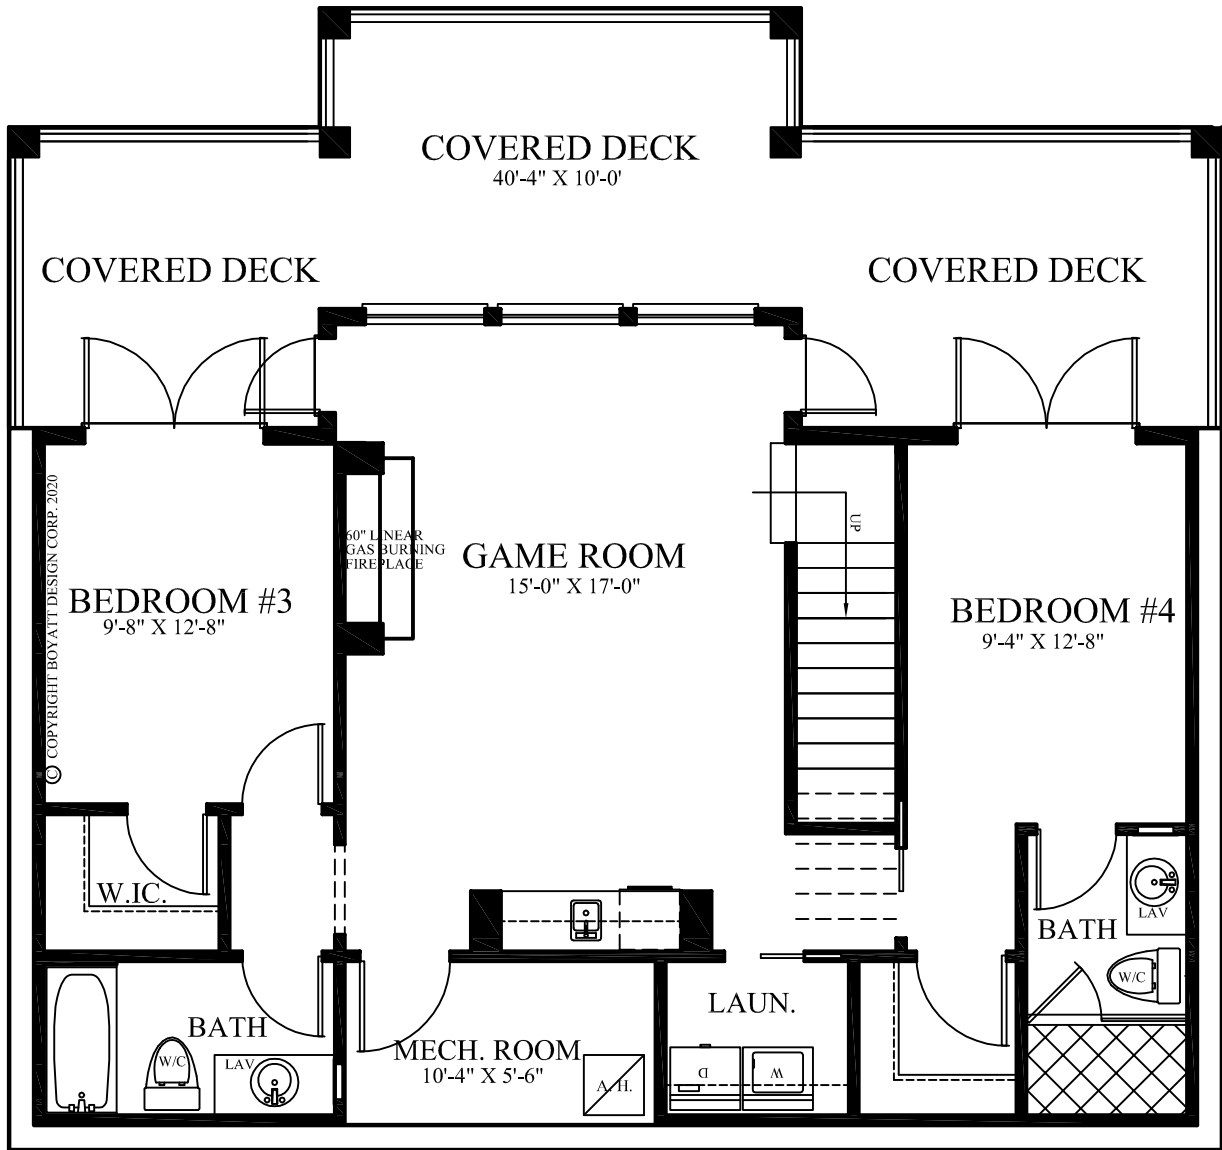 COVERED DECK
40'-4" X 10'-0'
COVERED DECK
COVERED DECK
© COPYRIGHT BOYATT DESIGN CORP. 2020
60" LINEAR
GAS BURNING
FIREPLACE
GAME ROOM
15'-0" X 17'-0"
UP
BEDROOM #3
9'-8" X 12'-8"
BEDROOM #4
9'-4" X 12'-8"
W.IC.
BATH
LAV
W/C
BATH
W/C
LAV
MECH. ROOM
10'-4" X 5'-6"
A. H.
LAUN.
D
W